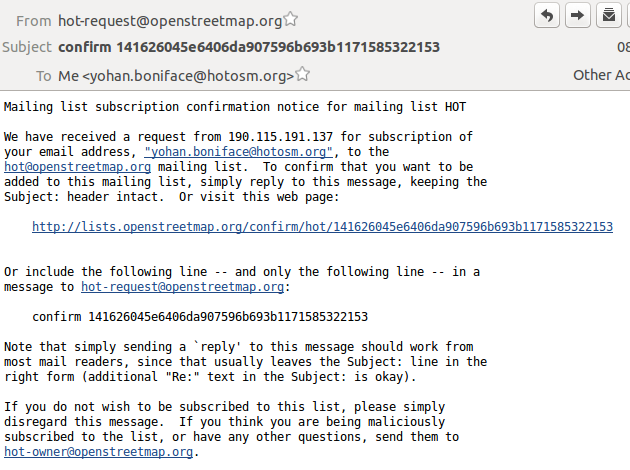 From hot-request@openstreetmap.org
Subject confirm 141626045e6406da907596b693b1171585322153 08
To Me <yohan.boniface@hotosm.org> Other Ac
Mailing list subscription confirmation notice for mailing list HOT
We have received a request from 190.115.191.137 for subscription of
your email address, "yohan.boniface@hotosm.org", to the
hot@openstreetmap.org mailing list.  To confirm that you want to be
added to this mailing list, simply reply to this message, keeping the
Subject: header intact.  Or visit this web page:
http://lists.openstreetmap.org/confirm/hot/141626045e6406da907596b693b1171585322153
Or include the following line -- and only the following line -- in a
message to hot-request@openstreetmap.org:
confirm 141626045e6406da907596b693b1171585322153
Note that simply sending a `reply' to this message should work from
most mail readers, since that usually leaves the Subject: line in the
right form (additional "Re:" text in the Subject: is okay).
If you do not wish to be subscribed to this list, please simply
disregard this message.  If you think you are being maliciously
subscribed to the list, or have any other questions, send them to
hot-owner@openstreetmap.org.